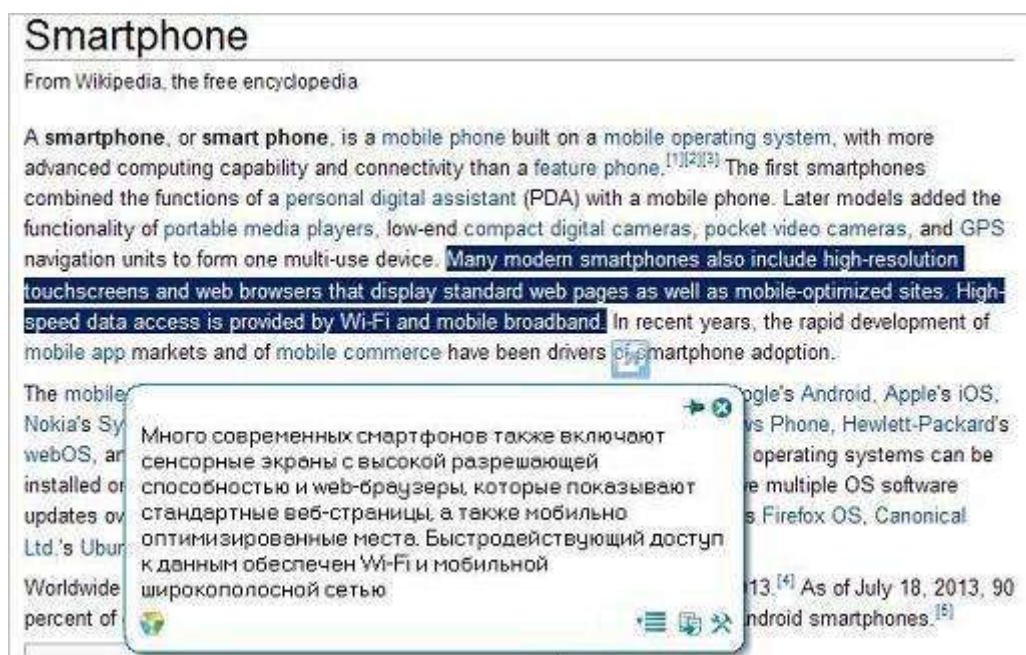 Smartphone
From Wikipedia, the free encyclopedia
A smartphone, or smart phone, is a mobile phone built on a mobile operating system, with more
advanced computing capability and connectivity than a feature phone.[1][2][3] The first smartphones
combined the functions of a personal digital assistant (PDA) with a mobile phone. Later models added the
functionality of portable media players, low-end compact digital cameras, pocket video cameras, and GPS
navigation units to form one multi-use device. Many modern smartphones also include high-resolution
touchscreens and web browsers that display standard web pages as well as mobile-optimized sites. High-
speed data access is provided by Wi-Fi and mobile broadband. In recent years, the rapid development of
mobile app markets and of mobile commerce have been drivers of smartphone adoption.
The mobile
Google's Android, Apple's iOS,
Nokia's Sy
ws Phone, Hewlett-Packard's
webOS, an
operating systems can be
installed or
e multiple OS software
updates ov
s Firefox OS, Canonical
Ltd.'s Ubun
Много современных смартфонов также включают
сенсорные экраны с высокой разрешающей
способностью и web-браузеры, которые показывают
стандартные веб-страницы, а также мобильно
оптимизированные места. Быстродействующий доступ
к данным обеспечен Wi-Fi и мобильной
широкополосной сетью
Worldwide
13.[4] As of July 18, 2013, 90
percent of
ndroid smartphones.[5]